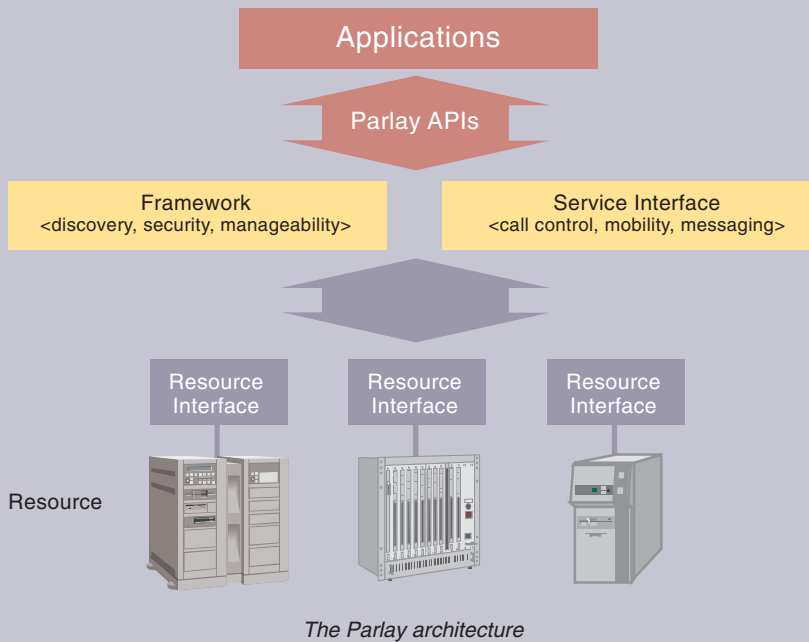 Applications
Parlay APIs
Framework
<discovery, security, manageability>
Service Interface
<call control, mobility, messaging>
Resource
Interface
Resource
Interface
Resource
Interface
Resource
The Parlay architecture